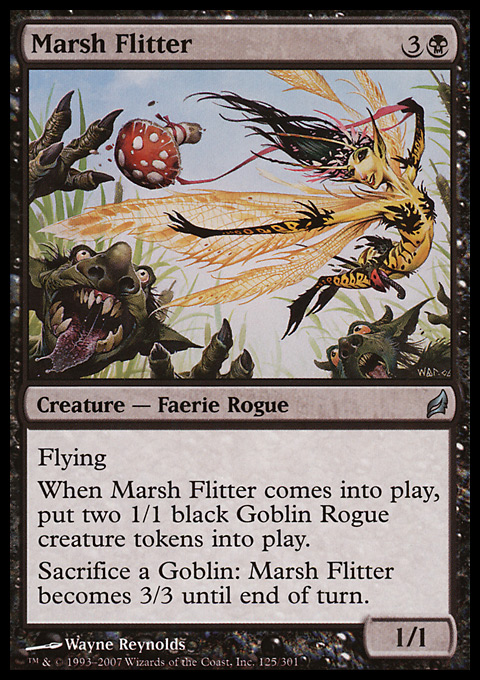 Marsh Flitter 3
WAR. 06
Creature — Faerie Rogue
Flying
When Marsh Flitter comes into play,
put two 1/1 black Goblin Rogue
creature tokens into play.
Sacrifice a Goblin: Marsh Flitter
becomes 3/3 until end of turn.
Wayne Reynolds
1/1
™ & © 1993–2007 Wizards of the Coast, Inc. 125/301